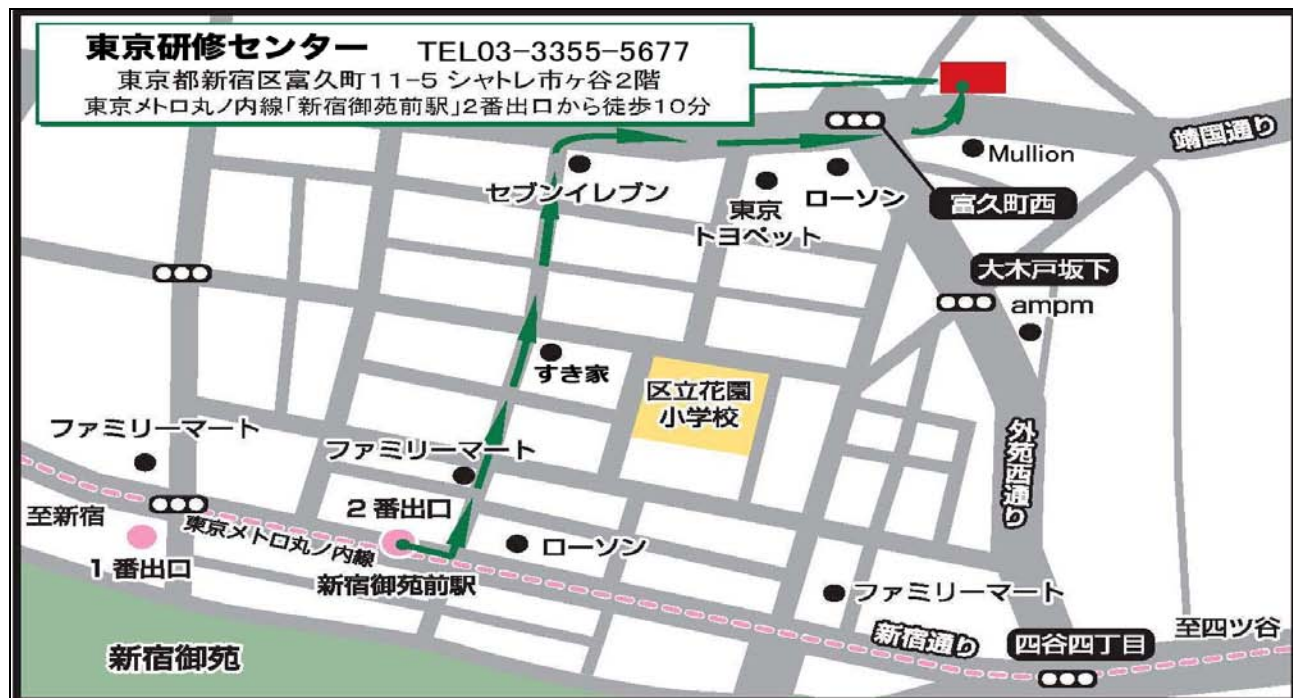 東京研修センター TEL03-3355-5677
東京都新宿区富久町11-5 シャトレ市ヶ谷2階
東京メトロ丸ノ内線「新宿御苑前駅」2番出口から徒歩10分
靖国通り
Mullion
セブンイレブン
東京
トヨペット
ローソン
富久町西
大木戸坂下
ampm
すき家
区立花園
小学校
ファミリーマート
ファミリーマート
外苑西通り
2番出口
至新宿
東京メトロ丸ノ内線
ローソン
1番出口
新宿御苑前駅
ファミリーマート
新宿通り
四谷四丁目
至四ツ谷
新宿御苑